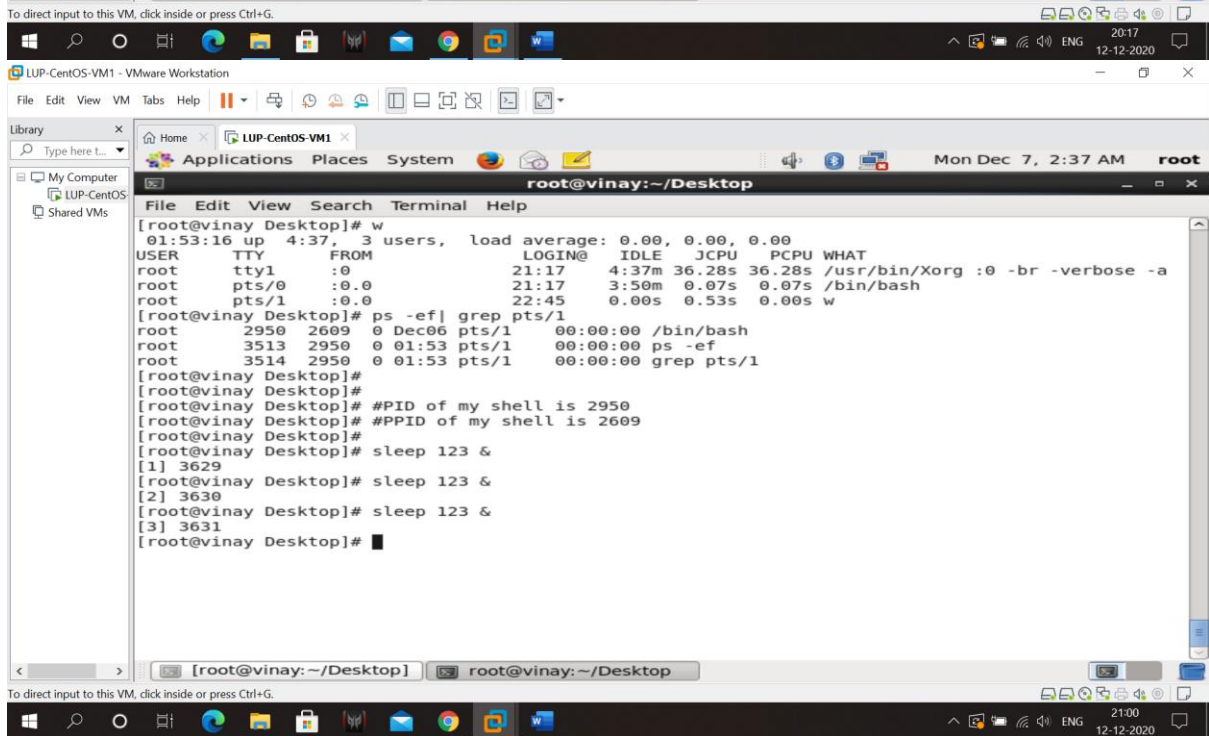 To direct input to this VM, click inside or press Ctrl+G.
ENG
20:17
12-12-2020
LUP-CentOS-VM1 - VMware Workstation
File Edit View VM Tabs Help
Library
Home LUP-CentOS-VM1
Type here t...
My Computer
LUP-CentOS-
Shared VMs
Applications Places System Mon Dec 7, 2:37 AM root
root@vinay:~/Desktop
File Edit View Search Terminal Help
[root@vinay Desktop]# w
01:53:16 up 4:37, 3 users, load average: 0.00, 0.00, 0.00
USER TTY FROM LOGIN@ IDLE JCPU PCPU WHAT
root tty1 :0 21:17 4:37m 36.28s 36.28s /usr/bin/Xorg :0 -br -verbose -a
root pts/0 :0.0 21:17 3:50m 0.07s 0.07s /bin/bash
root pts/1 :0.0 22:45 0.00s 0.53s 0.00s w
[root@vinay Desktop]# ps -ef| grep pts/1
root 2950 2609 0 Dec06 pts/1 00:00:00 /bin/bash
root 3513 2950 0 01:53 pts/1 00:00:00 ps -ef
root 3514 2950 0 01:53 pts/1 00:00:00 grep pts/1
[root@vinay Desktop]#
[root@vinay Desktop]#
[root@vinay Desktop]# #PID of my shell is 2950
[root@vinay Desktop]# #PPID of my shell is 2609
[root@vinay Desktop]#
[root@vinay Desktop]# sleep 123 &
[1] 3629
[root@vinay Desktop]# sleep 123 &
[2] 3630
[root@vinay Desktop]# sleep 123 &
[3] 3631
[root@vinay Desktop]#
[root@vinay:~/Desktop] root@vinay:~/Desktop
To direct input to this VM, click inside or press Ctrl+G.
ENG
21:00
12-12-2020